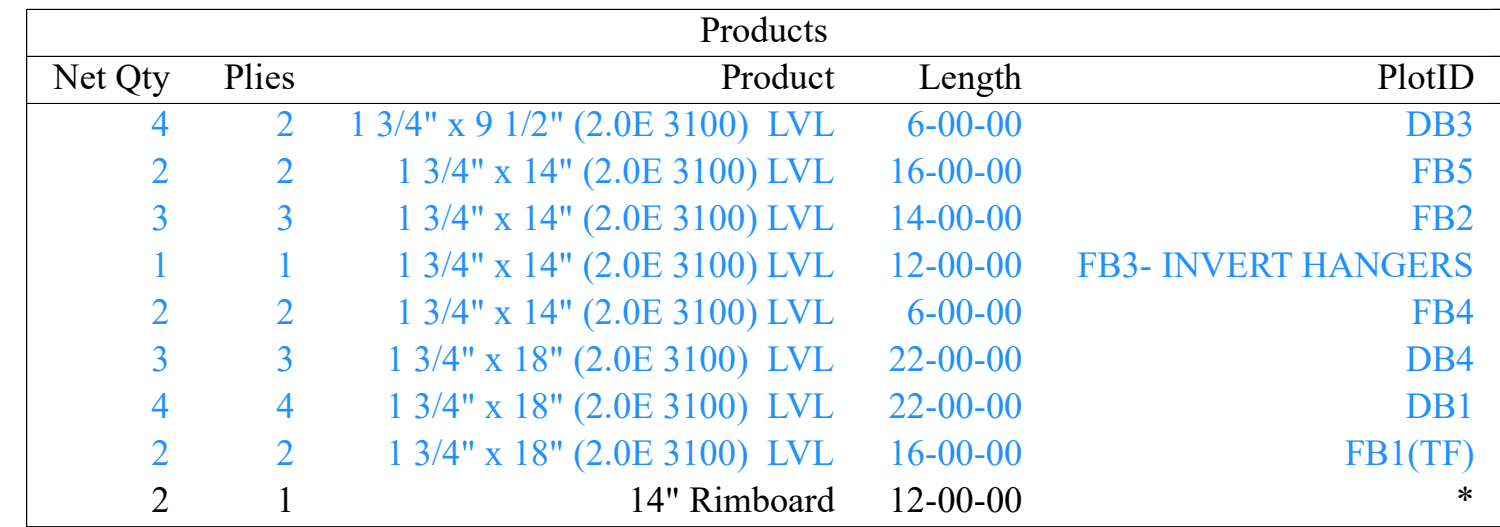 Products
Net Qty Plies Product Length PlotID
4 2 1 3/4" x 9 1/2" (2.0E 3100) LVL 6-00-00 DB3
2 2 1 3/4" x 14" (2.0E 3100) LVL 16-00-00 FB5
3 3 1 3/4" x 14" (2.0E 3100) LVL 14-00-00 FB2
1 1 1 3/4" x 14" (2.0E 3100) LVL 12-00-00 FB3- INVERT HANGERS
2 2 1 3/4" x 14" (2.0E 3100) LVL 6-00-00 FB4
3 3 1 3/4" x 18" (2.0E 3100) LVL 22-00-00 DB4
4 4 1 3/4" x 18" (2.0E 3100) LVL 22-00-00 DB1
2 2 1 3/4" x 18" (2.0E 3100) LVL 16-00-00 FB1(TF)
2 1 14" Rimboard 12-00-00 *